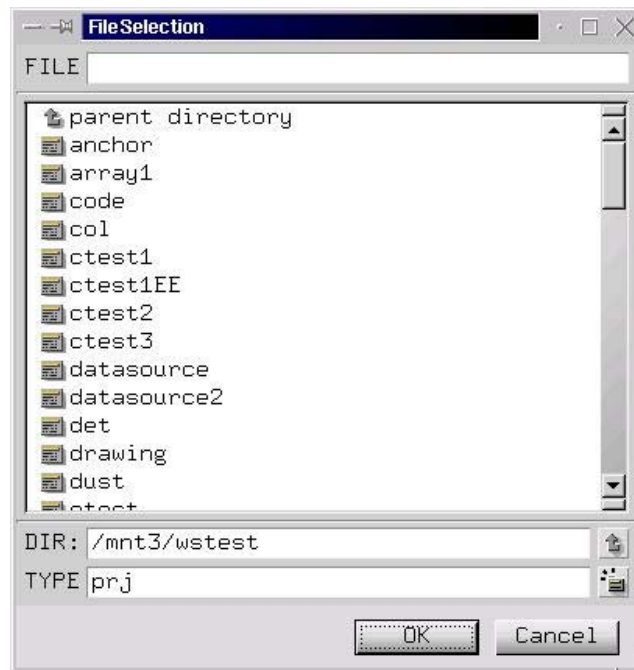 FileSelection
FILE
parent directory
anchor
array1
code
col
ctest1
ctest1EE
ctest2
ctest3
datasource
datasource2
det
drawing
dust
DIR: /mnt3/wstest
TYPE prj
OK Cancel